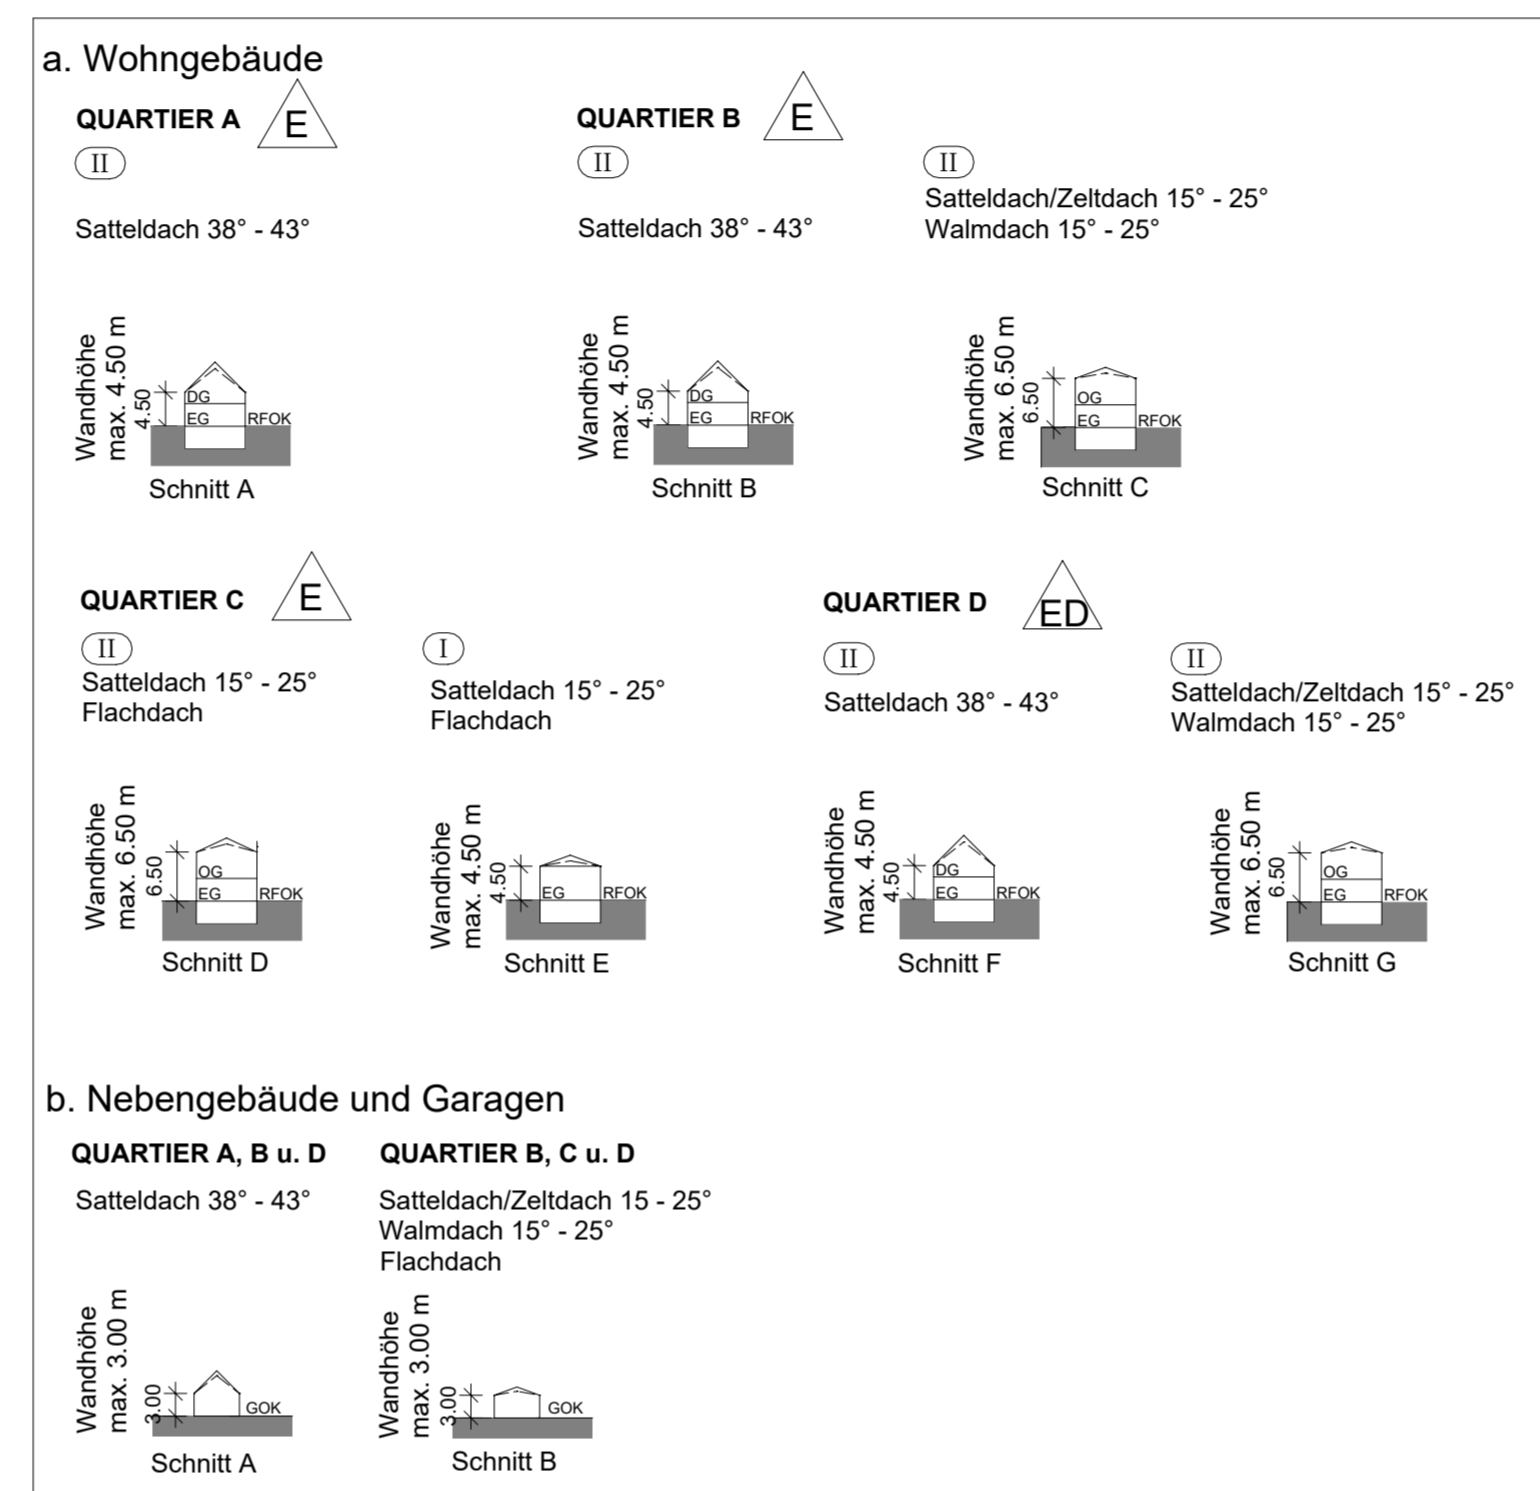 a. Wohngebäude
QUARTIER A
E
II
Satteldach 38° - 43°
Wandhöhe
max. 4.50 m
4.50
DG
EG
RFOK
Schnitt A
QUARTIER B
E
II
Satteldach 38° - 43°
Wandhöhe
max. 4.50 m
4.50
DG
EG
RFOK
Schnitt B
II
Satteldach/Zeltdach 15° - 25°
Walmdach 15° - 25°
Wandhöhe
max. 6.50 m
6.50
OG
EG
RFOK
Schnitt C
QUARTIER C
E
II
Satteldach 15° - 25°
Flachdach
Wandhöhe
max. 6.50 m
6.50
OG
EG
RFOK
Schnitt D
I
Satteldach 15° - 25°
Flachdach
Wandhöhe
max. 4.50 m
4.50
EG
RFOK
Schnitt E
QUARTIER D
ED
II
Satteldach 38° - 43°
Wandhöhe
max. 4.50 m
4.50
DG
EG
RFOK
Schnitt F
II
Satteldach/Zeltdach 15° - 25°
Walmdach 15° - 25°
Wandhöhe
max. 6.50 m
6.50
OG
EG
RFOK
Schnitt G
b. Nebengebäude und Garagen
QUARTIER A, B u. D
Satteldach 38° - 43°
Wandhöhe
max. 3.00 m
3.00
GOK
Schnitt A
QUARTIER B, C u. D
Satteldach/Zeltdach 15 - 25°
Walmdach 15° - 25°
Flachdach
Wandhöhe
max. 3.00 m
3.00
GOK
Schnitt B